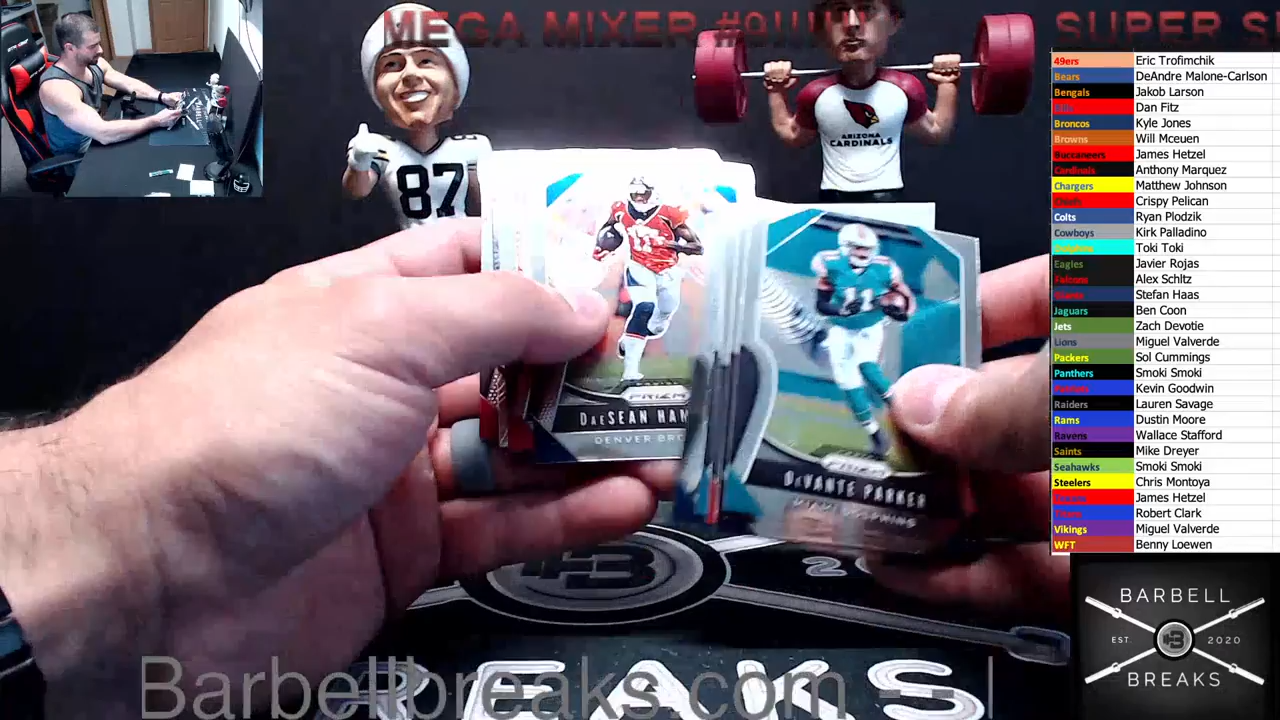 MEGA MIXER #9!!!!!
SUPER S
49ers Eric Trofimchik
Bears DeAndre Malone-Carlson
Bengals Jakob Larson
Bills Dan Fitz
Broncos Kyle Jones
Browns Will Mceuen
Buccaneers James Hetzel
Cardinals Anthony Marquez
Chargers Matthew Johnson
Chiefs Crispy Pelican
Colts Ryan Plodzik
Cowboys Kirk Palladino
Dolphins Toki Toki
Eagles Javier Rojas
Falcons Alex Schltz
Giants Stefan Haas
Jaguars Ben Coon
Jets Zach Devotie
Lions Miguel Valverde
Packers Sol Cummings
Panthers Smoki Smoki
Patriots Kevin Goodwin
Raiders Lauren Savage
Rams Dustin Moore
Ravens Wallace Stafford
Saints Mike Dreyer
Seahawks Smoki Smoki
Steelers Chris Montoya
Texans James Hetzel
Titans Robert Clark
Vikings Miguel Valverde
WFT Benny Loewen
87
ARIZONA
CARDINALS
11
PRIZM
DAESEAN HAM
DENVER BRO
PRIZM
DEVANTE PARKER
MIAMI DOLPHINS
B
20
REAKS
Barbellbreaks.com - - |
BARBELL
EST. B 2020
BREAKS